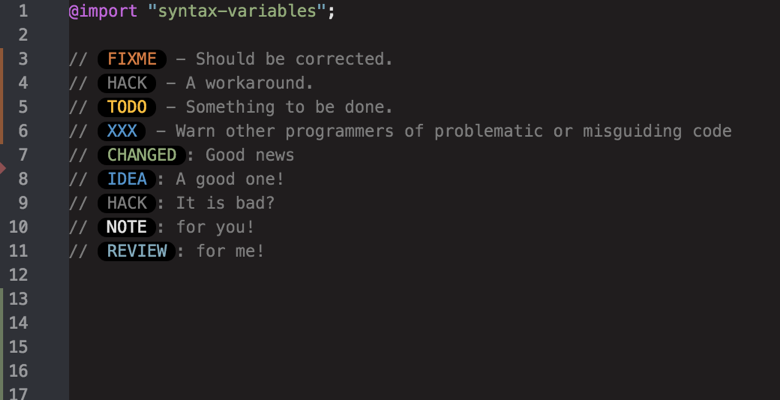 1 @import "syntax-variables";
2
3 // FIXME - Should be corrected.
4 // HACK - A workaround.
5 // TODO - Something to be done.
6 // XXX - Warn other programmers of problematic or misguiding code
7 // CHANGED: Good news
8 // IDEA: A good one!
9 // HACK: It is bad?
10 // NOTE: for you!
11 // REVIEW: for me!
12
13
14
15
16
17